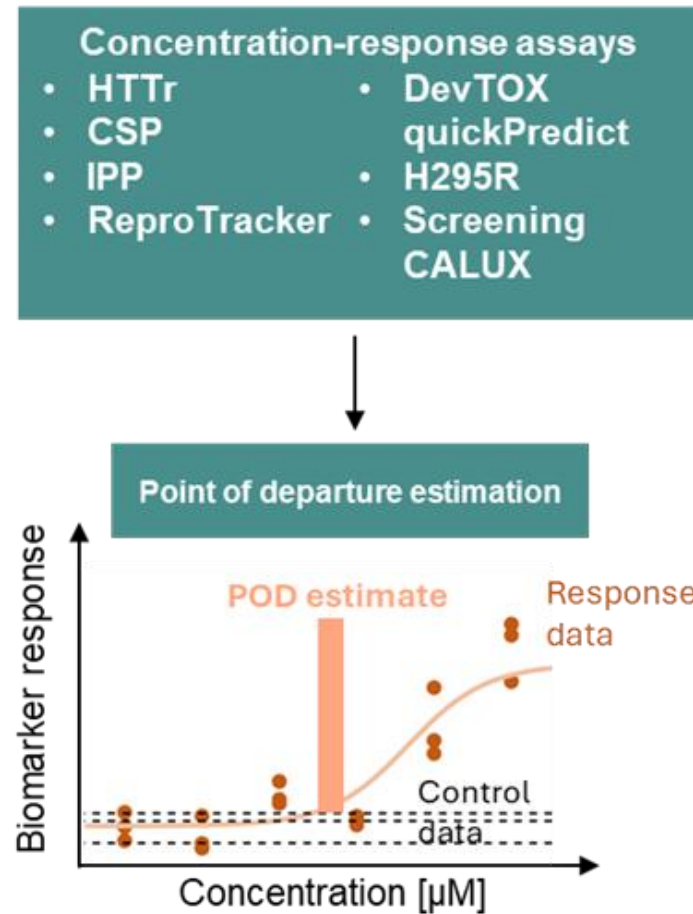 Concentration-response assays
• HTTr
• CSP
• IPP
• ReproTracker
• DevTOX
quickPredict
• H295R
• Screening
CALUX
Point of departure estimation
Biomarker response
POD estimate
Response
data
Control
data
Concentration [µM]